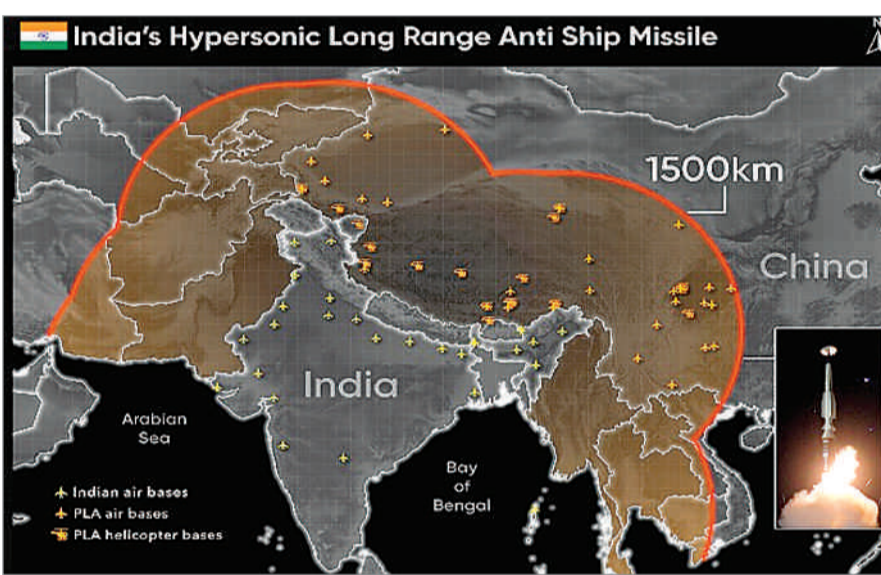 India's Hypersonic Long Range Anti Ship Missile
N
1500km
China
India
Arabian
Sea
Bay
of
Bengal
Indian air bases
PLA air bases
PLA helicopter bases